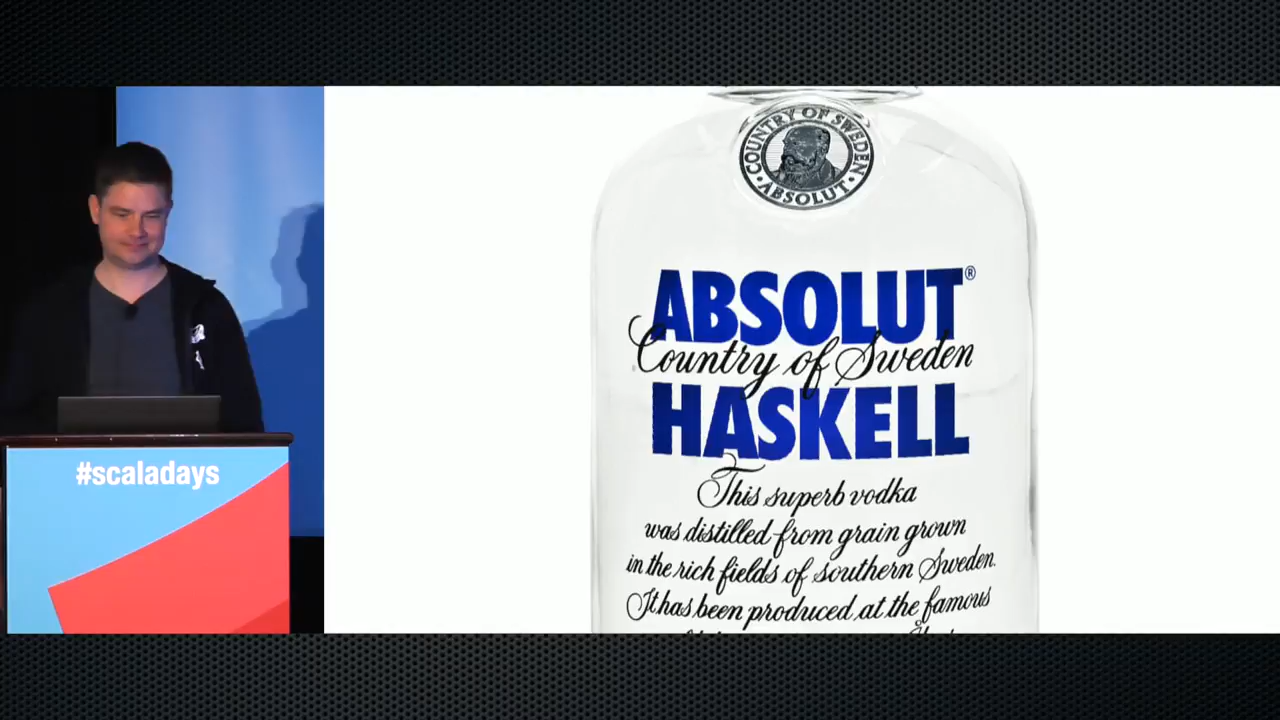 #scaladays
COUNTRY OF SWEDEN
• ABSOLUT •
ABSOLUT®
Country of Sweden
HASKELL
This superb vodka
was distilled from grain grown
in the rich fields of southern Sweden.
It has been produced at the famous